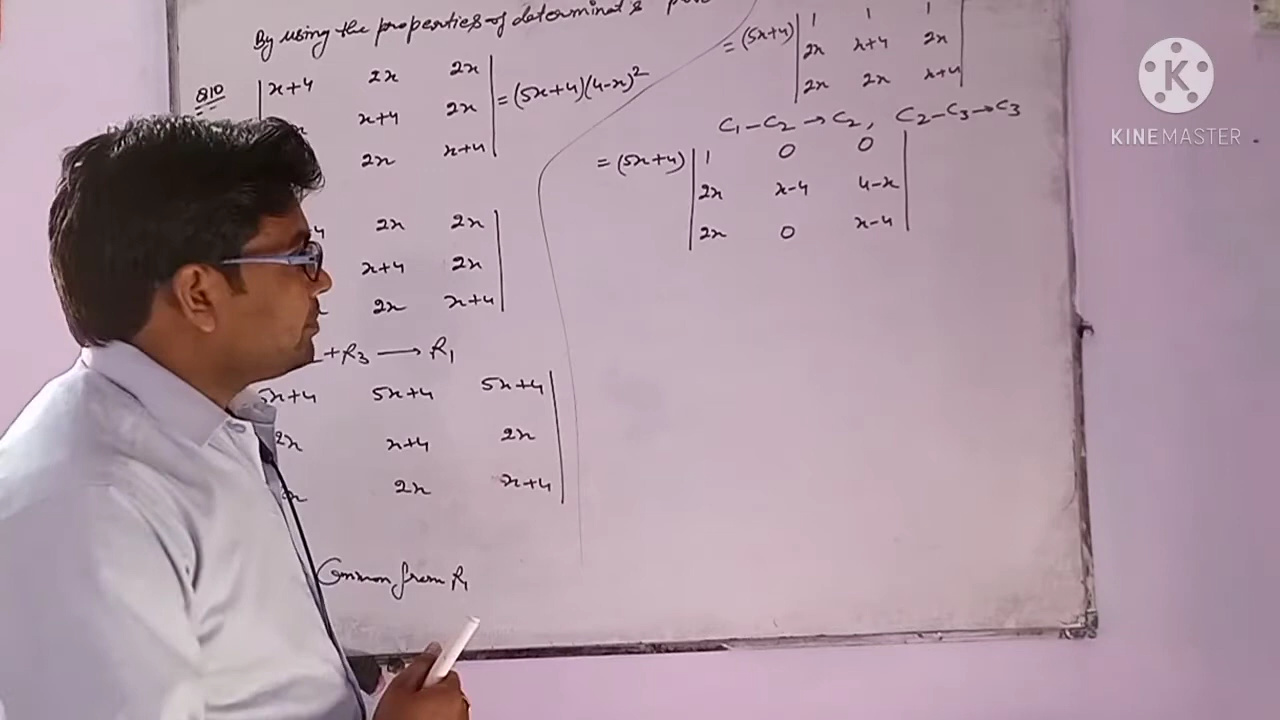 By using the properties of determinat's
Q10
x+4 2x 2x
x+4 2x = (5x+4)(4-x)²
2x x+4
2x 2x
x+4 2x
2x x+4
+R3 → R1
5x+4 5x+4 5x+4
2x x+4 2x
2x x+4
Common from R1
= (5x+4) | 1 1 1 |
2x x+4 2x
2x 2x x+4
C1-C2 → C2, C2-C3 → C3
= (5x+4) | 1 0 0 |
2x x-4 4-x
2x 0 x-4
KINEMASTER